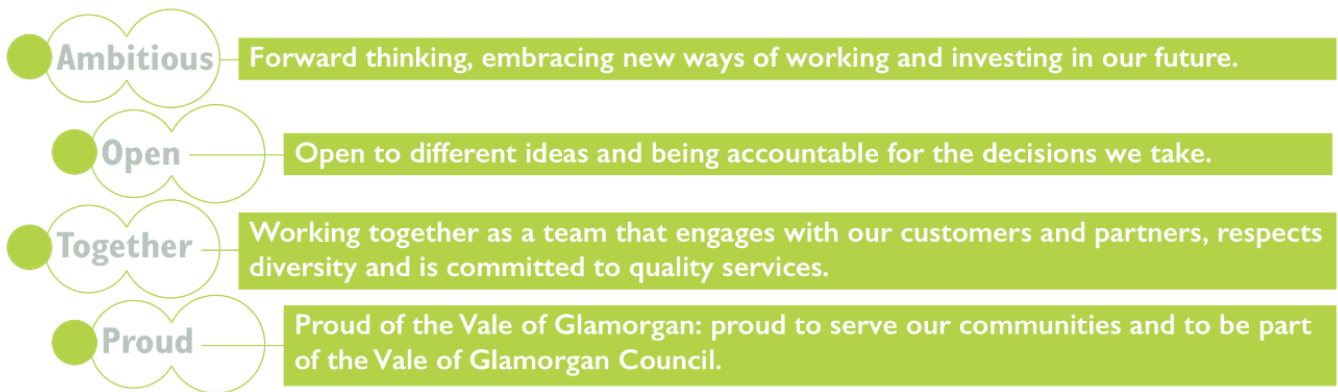 Ambitious Forward thinking, embracing new ways of working and investing in our future.
Open Open to different ideas and being accountable for the decisions we take.
Together Working together as a team that engages with our customers and partners, respects
diversity and is committed to quality services.
Proud Proud of the Vale of Glamorgan: proud to serve our communities and to be part
of the Vale of Glamorgan Council.